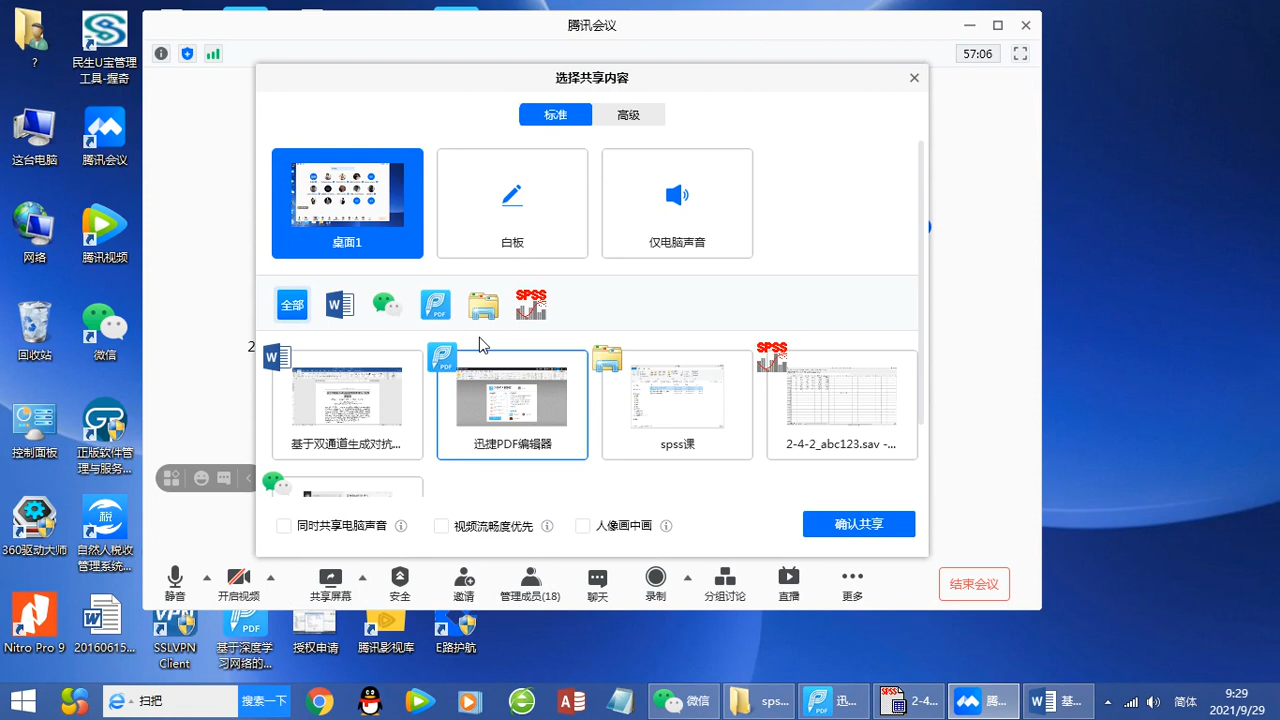 腾讯会议
57:06
选择共享内容
标准
高级
桌面1
白板
仅电脑声音
全部
PDF
SPSS
W
PDF
SPSS
基于双通道生成对抗...
迅捷PDF编辑器
spss课
2-4-2_abc123.sav -...
同时共享电脑声音
视频流畅度优先
人像画中画
确认共享
静音
开启视频
共享屏幕
安全
邀请
管理成员(18)
聊天
录制
分组讨论
直播
更多
结束会议
2
?
民生U宝管理
工具-握奇
这台电脑
腾讯会议
网络
腾讯视频
回收站
微信
控制面板
正版软件管
理与服务...
360驱动大师
税
自然人税收
管理系统...
Nitro Pro 9
20160615...
SSLVPN
Client
PDF
基于深度学
习网络的...
授权申请
腾讯影视库
E路护航
扫把
搜索一下
微信
sps...
迅...
2-4...
腾...
基...
简体
9:29
2021/9/29